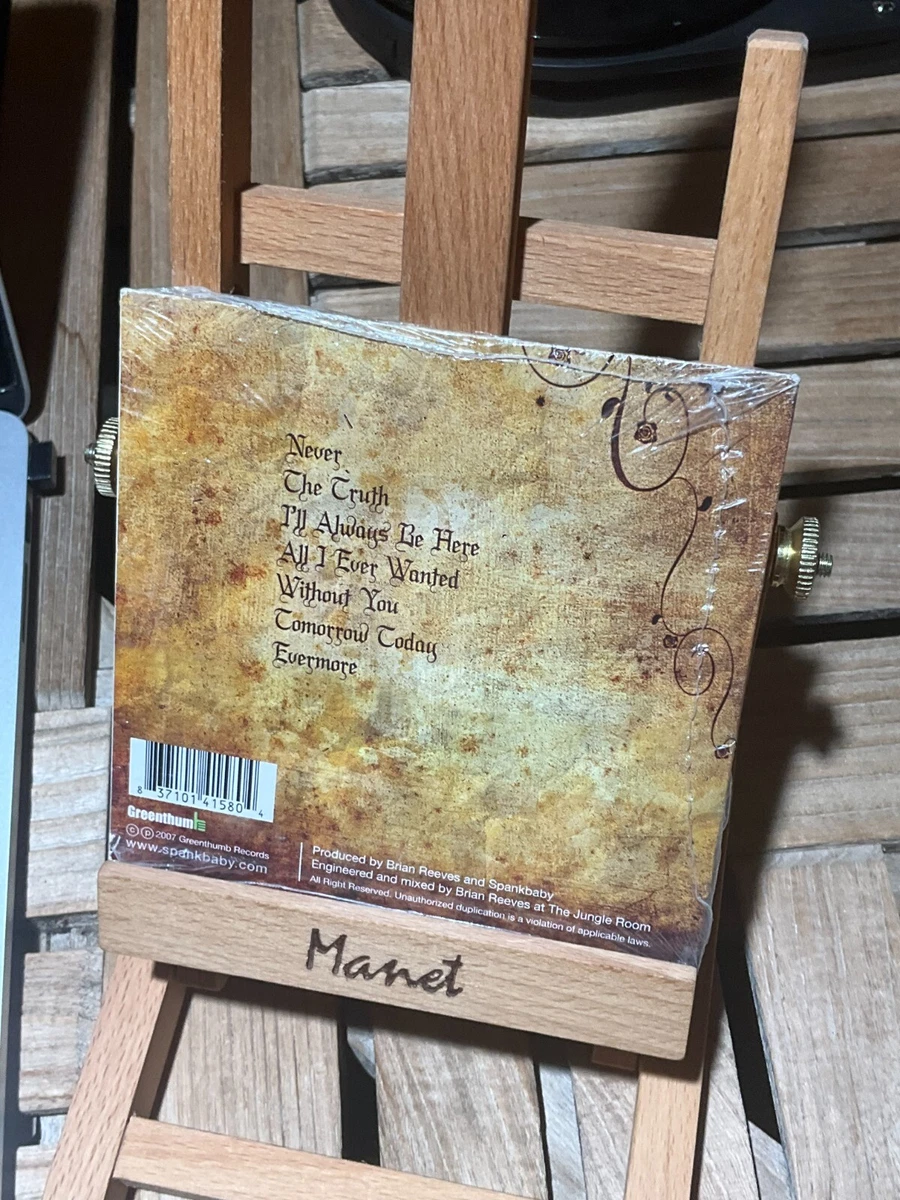 Never
The Truth
I'll Always Be Here
All I Ever Wanted
Without You
Tomorrow Today
Evermore
8 37101 41580 4
Greenthumb
© ℗ 2007 Greenthumb Records
www.spankbaby.com
Produced by Brian Reeves and Spankbaby
Engineered and mixed by Brian Reeves at The Jungle Room
All Right Reserved. Unauthorized duplication is a violation of applicable laws.
Manet